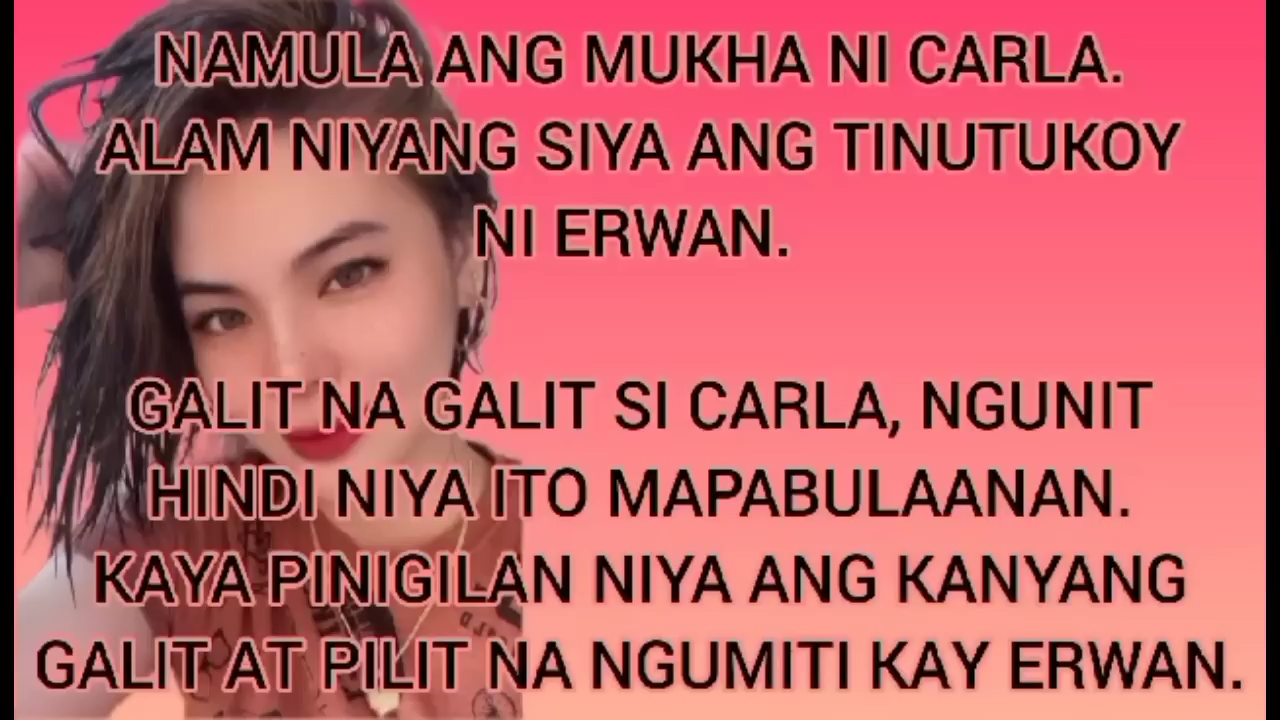 NAMULA ANG MUKHA NI CARLA.
ALAM NIYANG SIYA ANG TINUTUKOY
NI ERWAN.
GALIT NA GALIT SI CARLA, NGUNIT
HINDI NIYA ITO MAPABULAANAN.
KAYA PINIGILAN NIYA ANG KANYANG
GALIT AT PILIT NA NGUMITI KAY ERWAN.